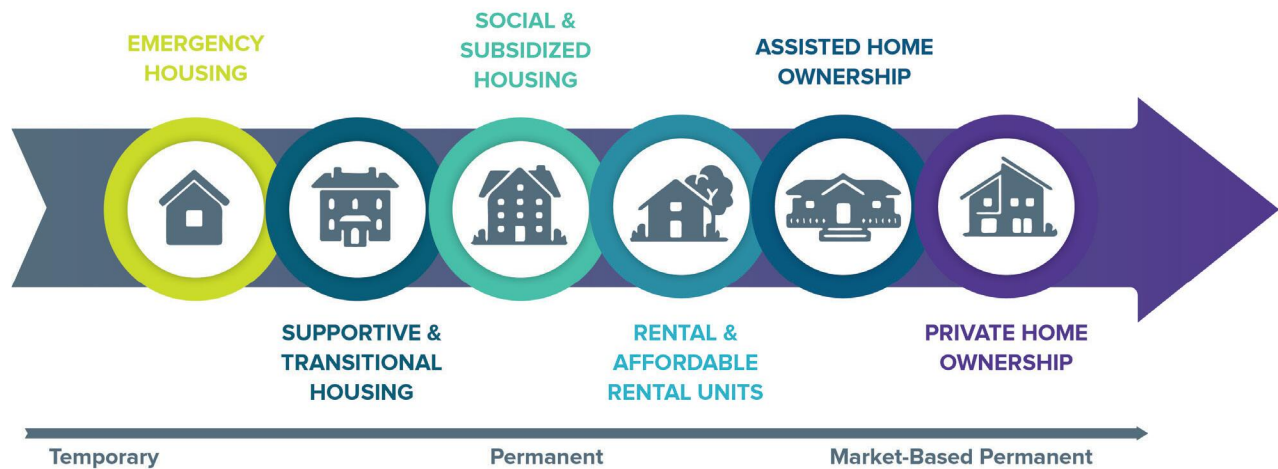 EMERGENCY
HOUSING
SOCIAL &
SUBSIDIZED
HOUSING
ASSISTED HOME
OWNERSHIP
SUPPORTIVE &
TRANSITIONAL
HOUSING
RENTAL &
AFFORDABLE
RENTAL UNITS
PRIVATE HOME
OWNERSHIP
Temporary
Permanent
Market-Based Permanent